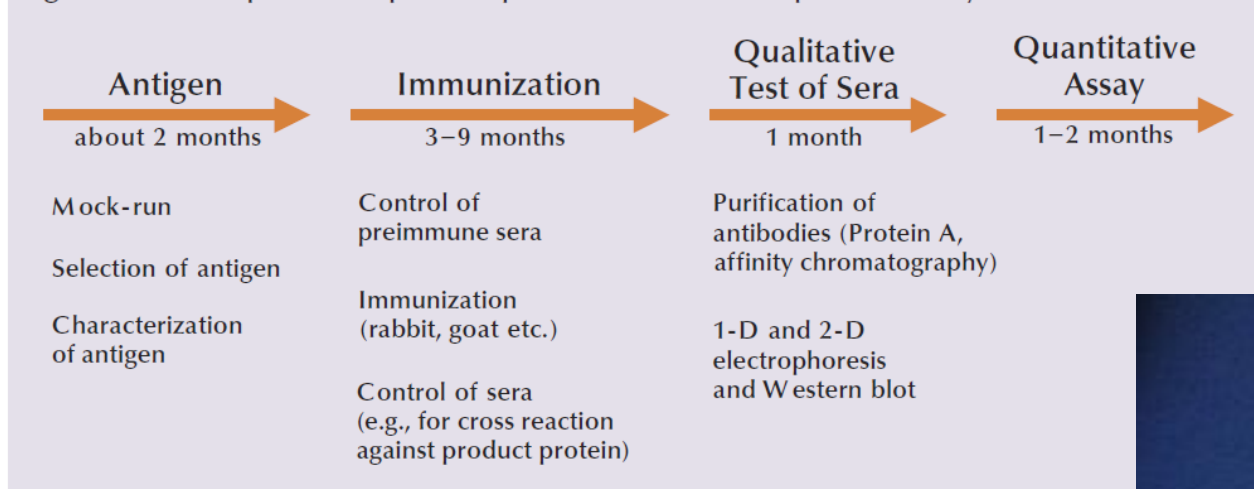 Antigen
about 2 months
Mock-run
Selection of antigen
Characterization
of antigen
Immunization
3–9 months
Control of
preimmune sera
Immunization
(rabbit, goat etc.)
Control of sera
(e.g., for cross reaction
against product protein)
Qualitative
Test of Sera
1 month
Purification of
antibodies (Protein A,
affinity chromatography)
1-D and 2-D
electrophoresis
and Western blot
Quantitative
Assay
1–2 months